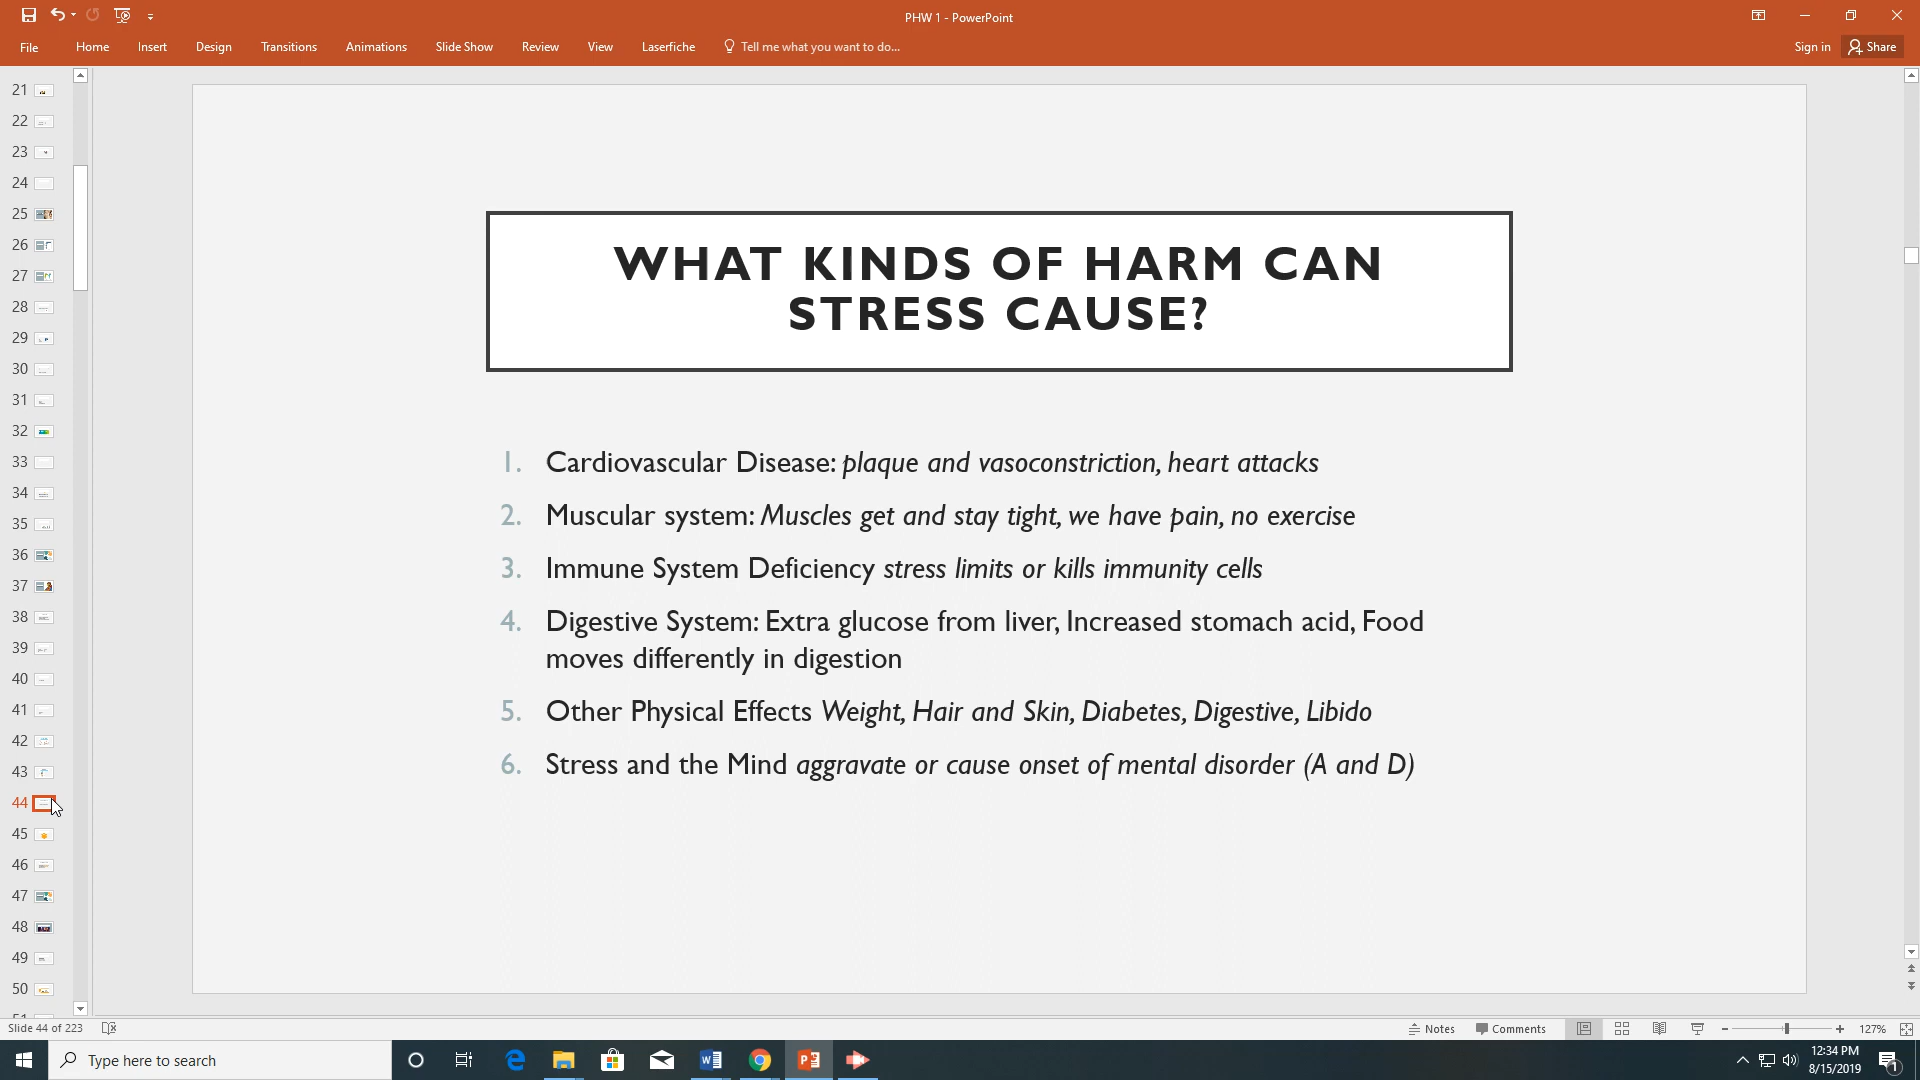 PHW 1 - PowerPoint
File Home Insert Design Transitions Animations Slide Show Review View Laserfiche Tell me what you want to do... Sign in Share
21
22
23
24
25
26
27
28
29
30
31
32
33
34
35
36
37
38
39
40
41
42
43
44
45
46
47
48
49
50
51
WHAT KINDS OF HARM CAN
STRESS CAUSE?
1. Cardiovascular Disease: plaque and vasoconstriction, heart attacks
2. Muscular system: Muscles get and stay tight, we have pain, no exercise
3. Immune System Deficiency stress limits or kills immunity cells
4. Digestive System: Extra glucose from liver, Increased stomach acid, Food
moves differently in digestion
5. Other Physical Effects Weight, Hair and Skin, Diabetes, Digestive, Libido
6. Stress and the Mind aggravate or cause onset of mental disorder (A and D)
Slide 44 of 223 Notes Comments 127%
Type here to search
12:34 PM
8/15/2019
1